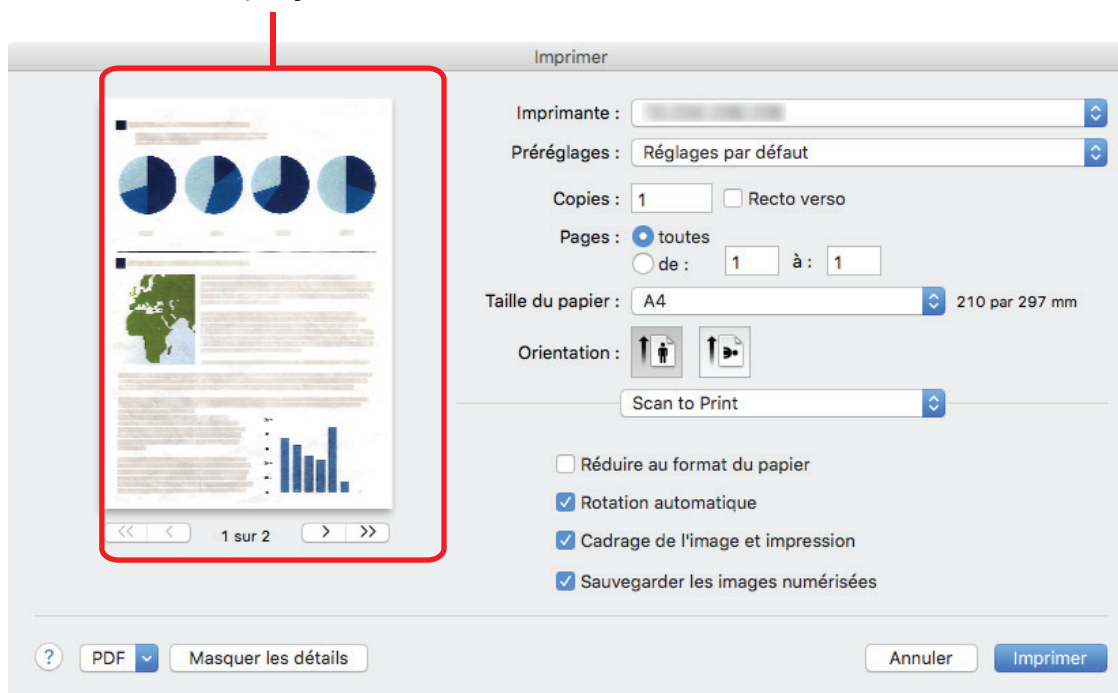 Imprimer
Imprimante :
Préréglages : Réglages par défaut
Copies : 1 Recto verso
Pages : toutes
de : 1 à : 1
Taille du papier : A4 210 par 297 mm
Orientation :
Scan to Print
Réduire au format du papier
Rotation automatique
Cadrage de l'image et impression
Sauvegarder les images numérisées
<< < 1 sur 2 > >>
? PDF Masquer les détails Annuler Imprimer